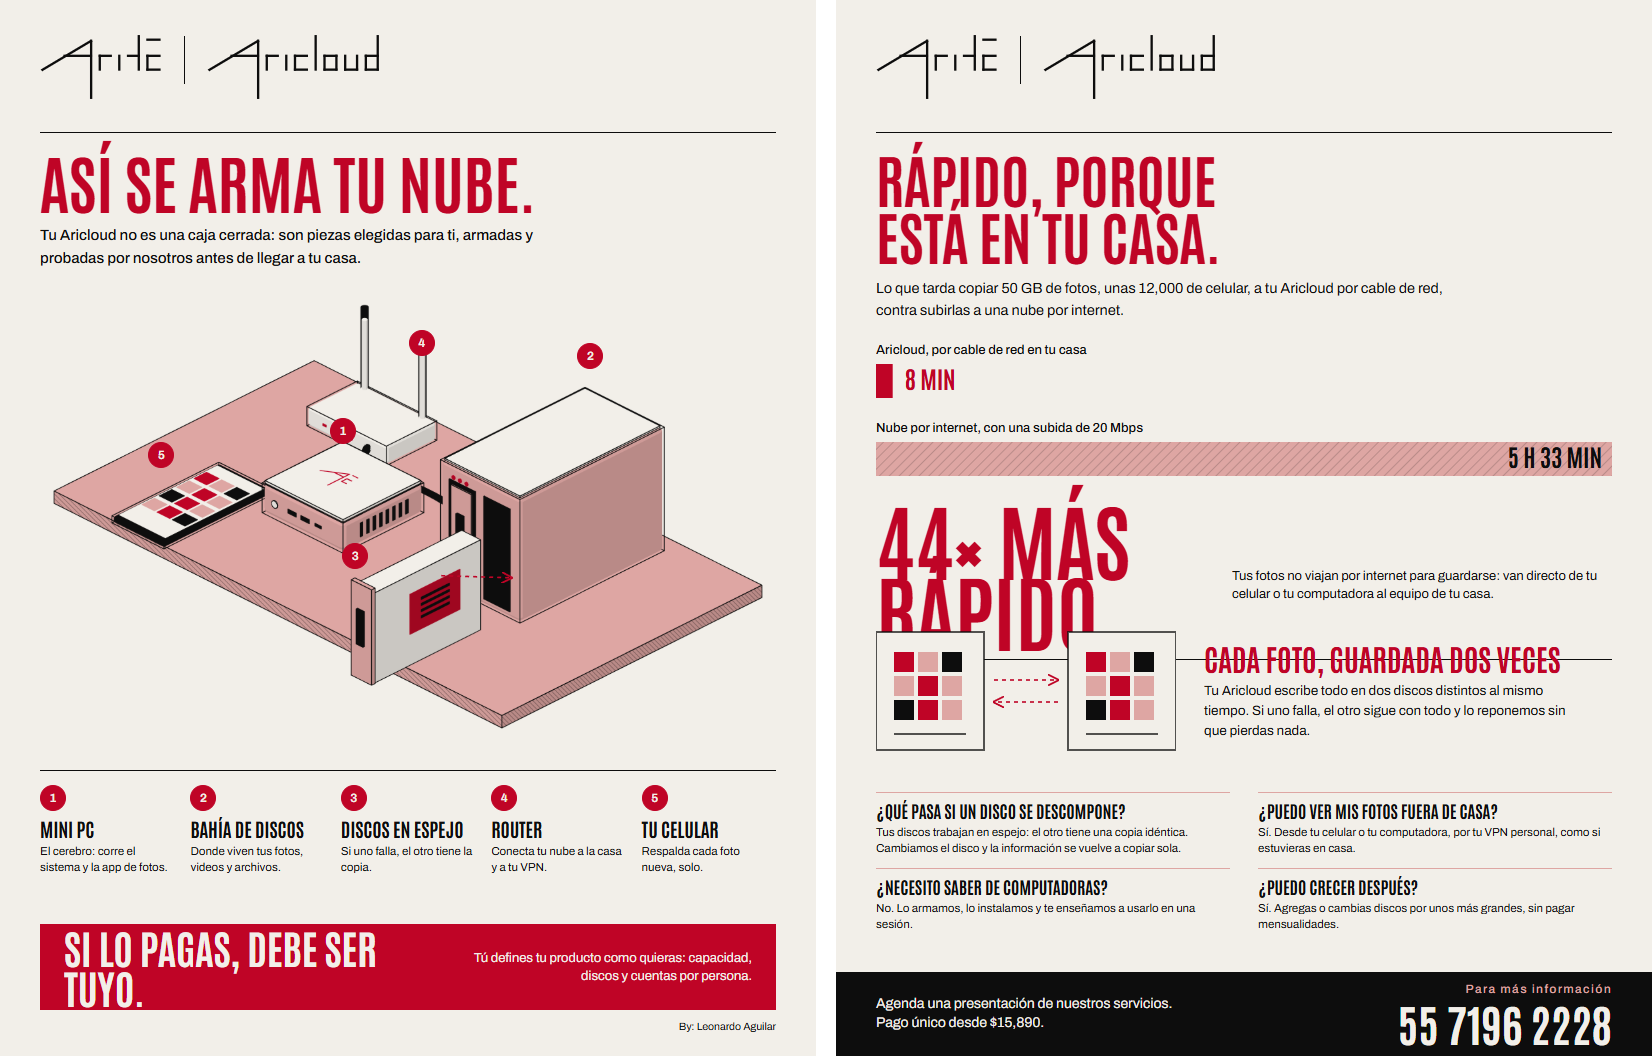 Aritē | Aricloud
ASÍ SE ARMA TU NUBE.
Tu Aricloud no es una caja cerrada: son piezas elegidas para ti, armadas y
probadas por nosotros antes de llegar a tu casa.
4
2
1
5
3
1
MINI PC
El cerebro: corre el
sistema y la app de fotos.
2
BAHÍA DE DISCOS
Donde viven tus fotos,
videos y archivos.
3
DISCOS EN ESPEJO
Si uno falla, el otro tiene la
copia.
4
ROUTER
Conecta tu nube a la casa
y a tu VPN.
5
TU CELULAR
Respalda cada foto
nueva, solo.
SI LO PAGAS, DEBE SER
TUYO.
Tú defines tu producto como quieras: capacidad,
discos y cuentas por persona.
By: Leonardo Aguilar
Aritē | Aricloud
RÁPIDO, PORQUE
ESTÁ EN TU CASA.
Lo que tarda copiar 50 GB de fotos, unas 12,000 de celular, a tu Aricloud por cable de red,
contra subirlas a una nube por internet.
Aricloud, por cable de red en tu casa
8 MIN
Nube por internet, con una subida de 20 Mbps
5 H 33 MIN
44× MÁS
RÁPIDO
Tus fotos no viajan por internet para guardarse: van directo de tu
celular o tu computadora al equipo de tu casa.
CADA FOTO, GUARDADA DOS VECES
Tu Aricloud escribe todo en dos discos distintos al mismo
tiempo. Si uno falla, el otro sigue con todo y lo reponemos sin
que pierdas nada.
¿QUÉ PASA SI UN DISCO SE DESCOMPONE?
Tus discos trabajan en espejo: el otro tiene una copia idéntica.
Cambiamos el disco y la información se vuelve a copiar sola.
¿PUEDO VER MIS FOTOS FUERA DE CASA?
Sí. Desde tu celular o tu computadora, por tu VPN personal, como si
estuvieras en casa.
¿NECESITO SABER DE COMPUTADORAS?
No. Lo armamos, lo instalamos y te enseñamos a usarlo en una
sesión.
¿PUEDO CRECER DESPUÉS?
Sí. Agregas o cambias discos por unos más grandes, sin pagar
mensualidades.
Agenda una presentación de nuestros servicios.
Pago único desde $15,890.
Para más información
55 7196 2228